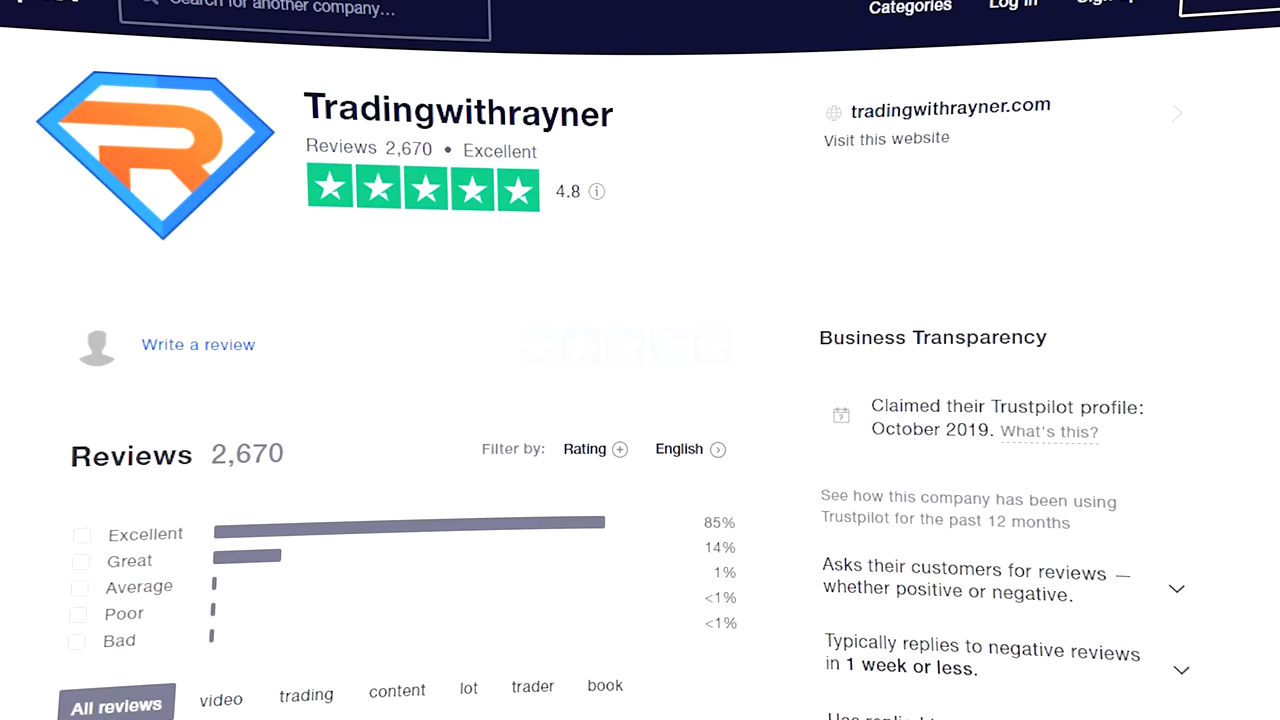 Search for another company…
Categories
Log in
Tradingwithrayner
Reviews 2,670 • Excellent
4.8
tradingwithrayner.com
Visit this website
Write a review
Business Transparency
Claimed their Trustpilot profile:
October 2019. What's this?
Reviews 2,670
Filter by: Rating English
See how this company has been using
Trustpilot for the past 12 months
Excellent 85%
Great 14%
Average 1%
Poor <1%
Bad <1%
Asks their customers for reviews —
whether positive or negative.
Typically replies to negative reviews
in 1 week or less.
All reviews video trading content lot trader book